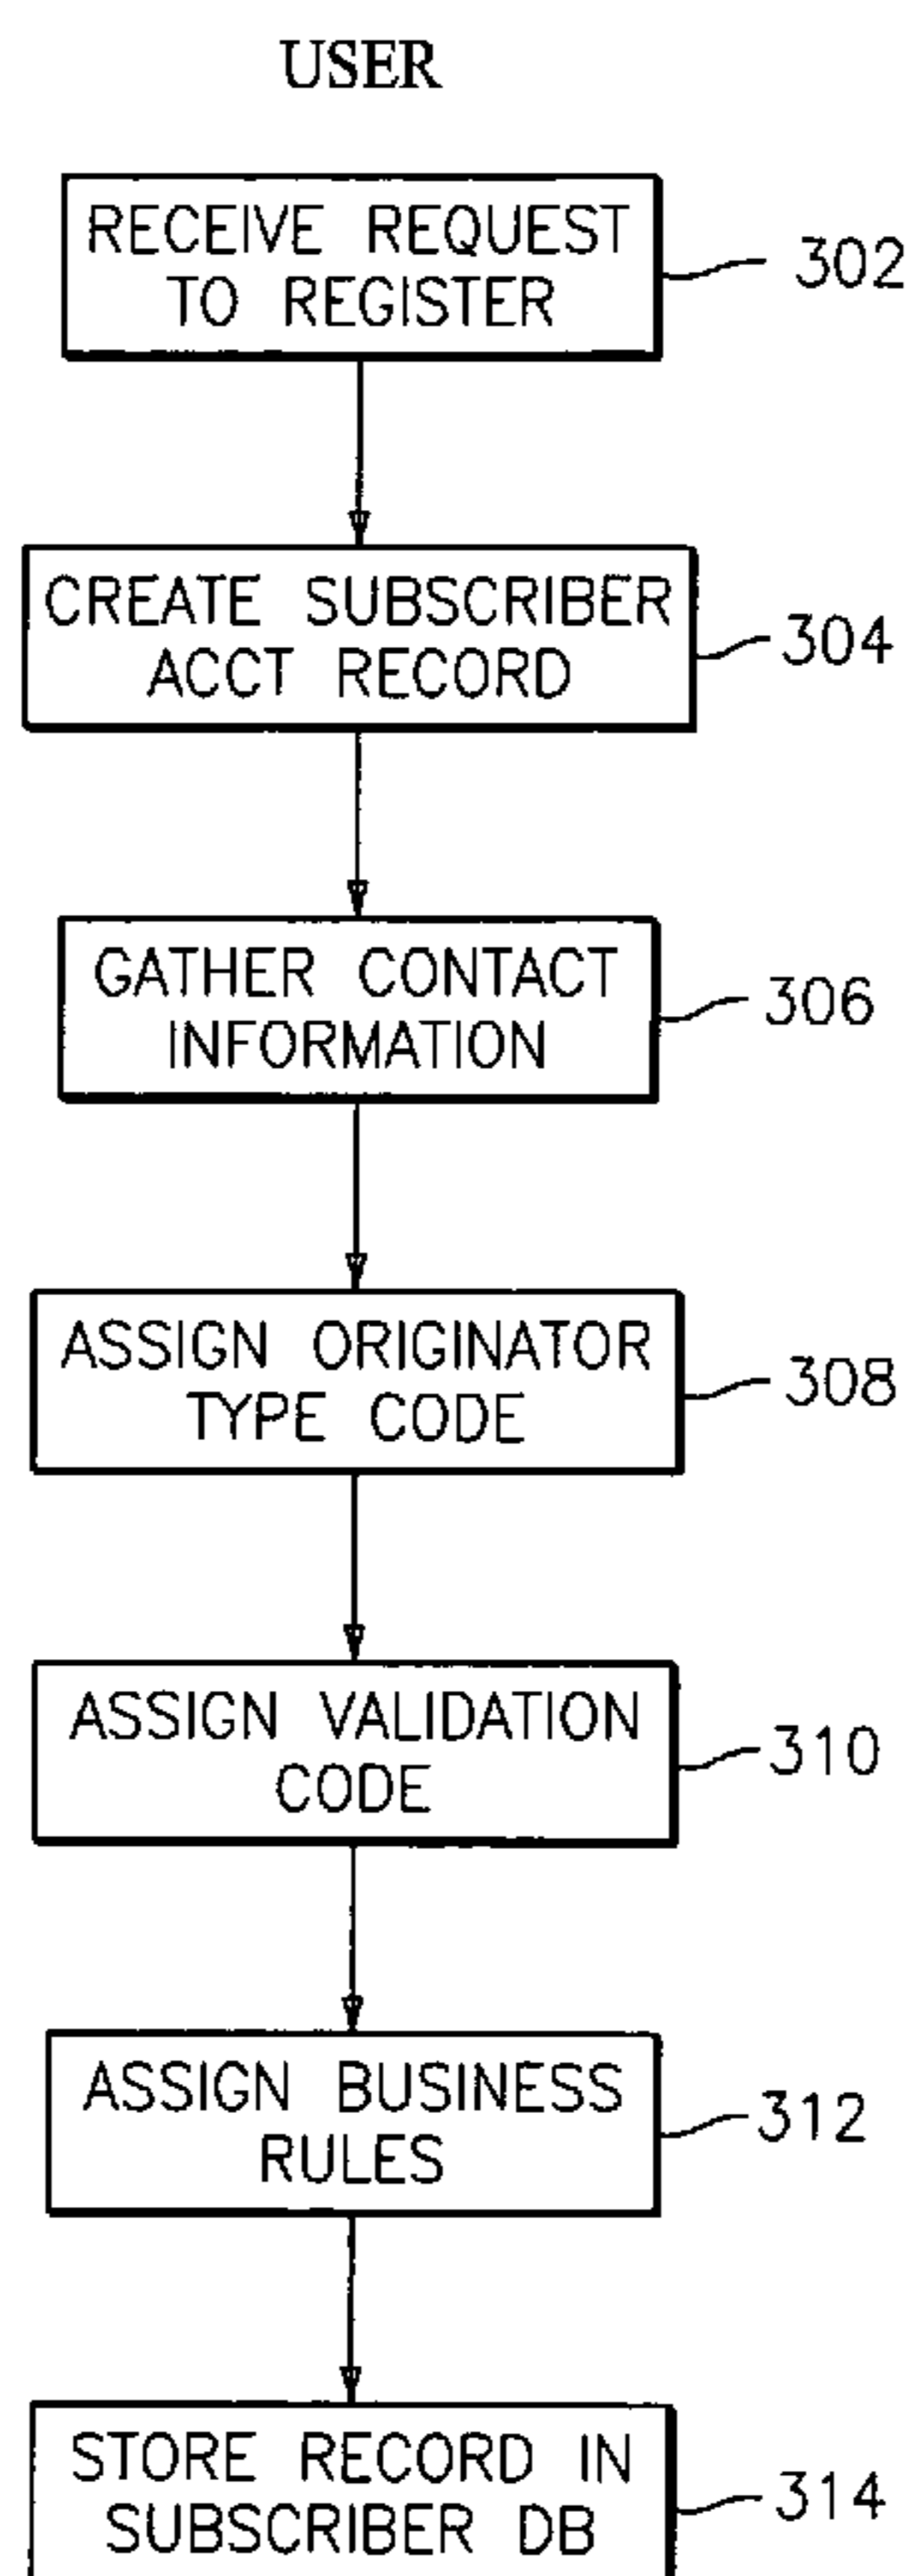 USER
RECEIVE REQUEST
TO REGISTER
302
CREATE SUBSCRIBER
ACCT RECORD
304
GATHER CONTACT
INFORMATION
306
ASSIGN ORIGINATOR
TYPE CODE
308
ASSIGN VALIDATION
CODE
310
ASSIGN BUSINESS
RULES
312
STORE RECORD IN
SUBSCRIBER DB
314